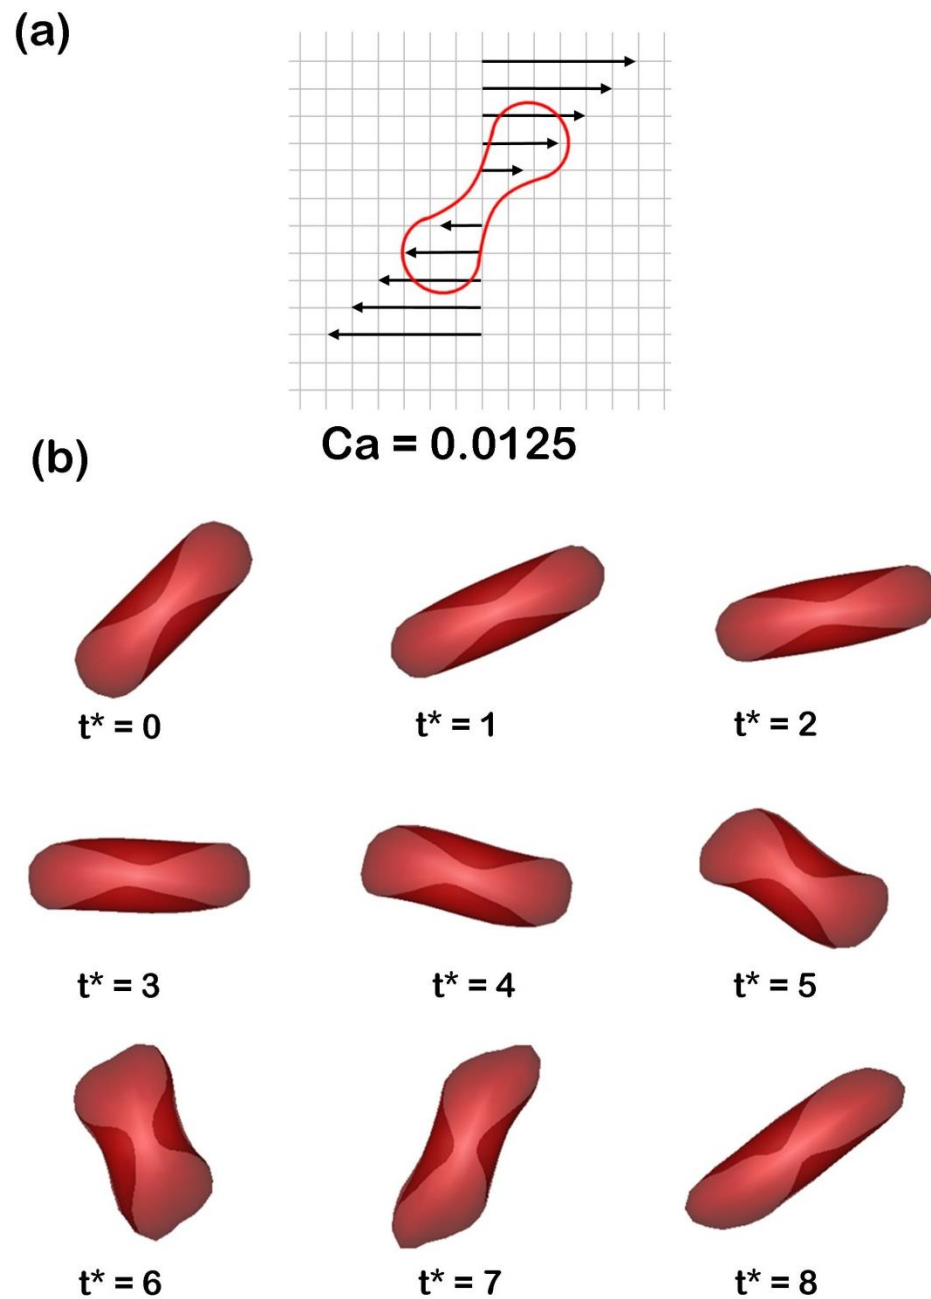 (a)
Ca = 0.0125
(b)
t* = 0
t* = 1
t* = 2
t* = 3
t* = 4
t* = 5
t* = 6
t* = 7
t* = 8